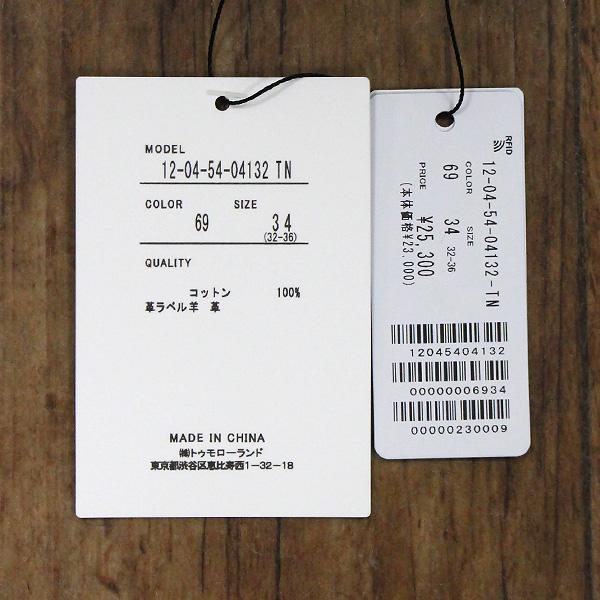 MODEL
12-04-54-04132 TN
COLOR SIZE
69 34
(32-36)
QUALITY
コットン 100%
革ラベル羊 革
MADE IN CHINA
㈱トゥモローランド
東京都渋谷区恵比寿西1-32-18
RFID
12-04-54-04132-TN
COLOR SIZE
69 34 32-36
PRICE ¥25,300
(本体価格¥23,000)
12045404132
00000006934
00000230009